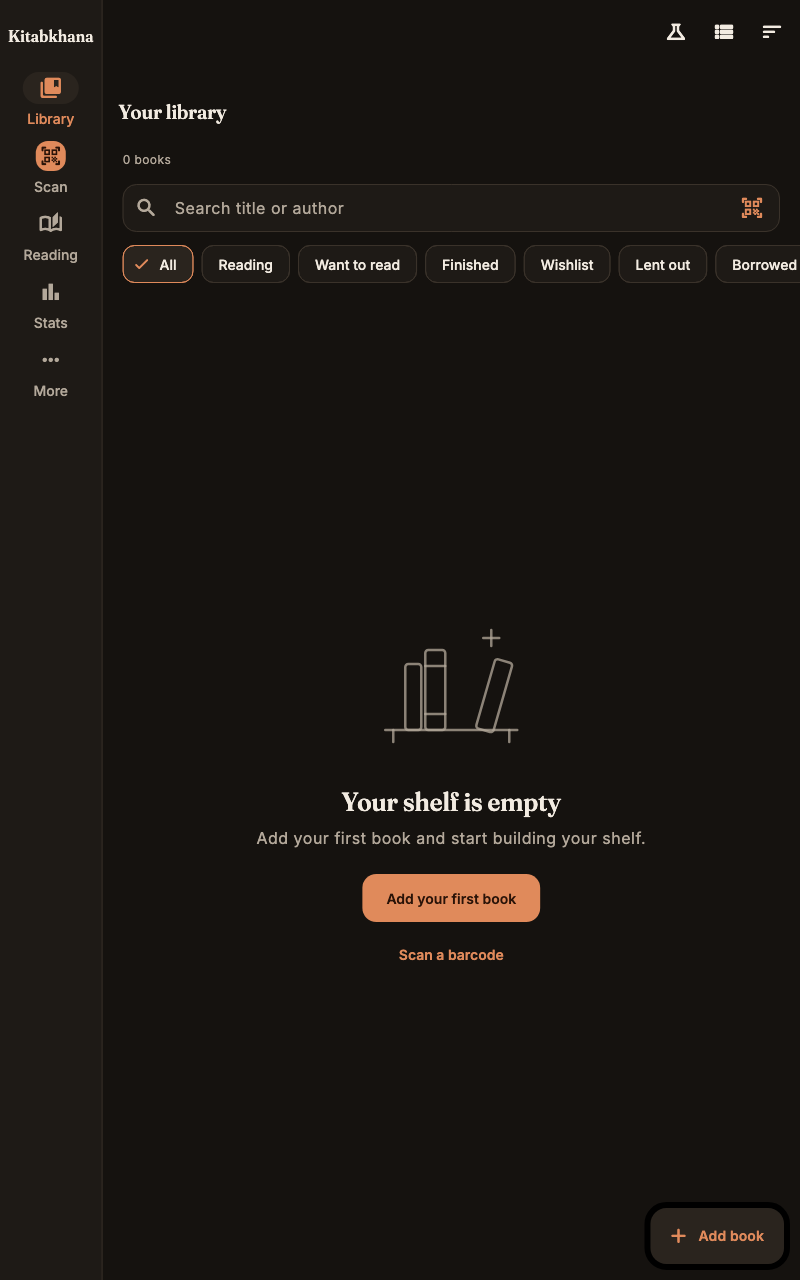 Kitabkhana
Library
Scan
Reading
Stats
More
Your library
0 books
Search title or author
All
Reading
Want to read
Finished
Wishlist
Lent out
Borrowed
Your shelf is empty
Add your first book and start building your shelf.
Add your first book
Scan a barcode
Add book